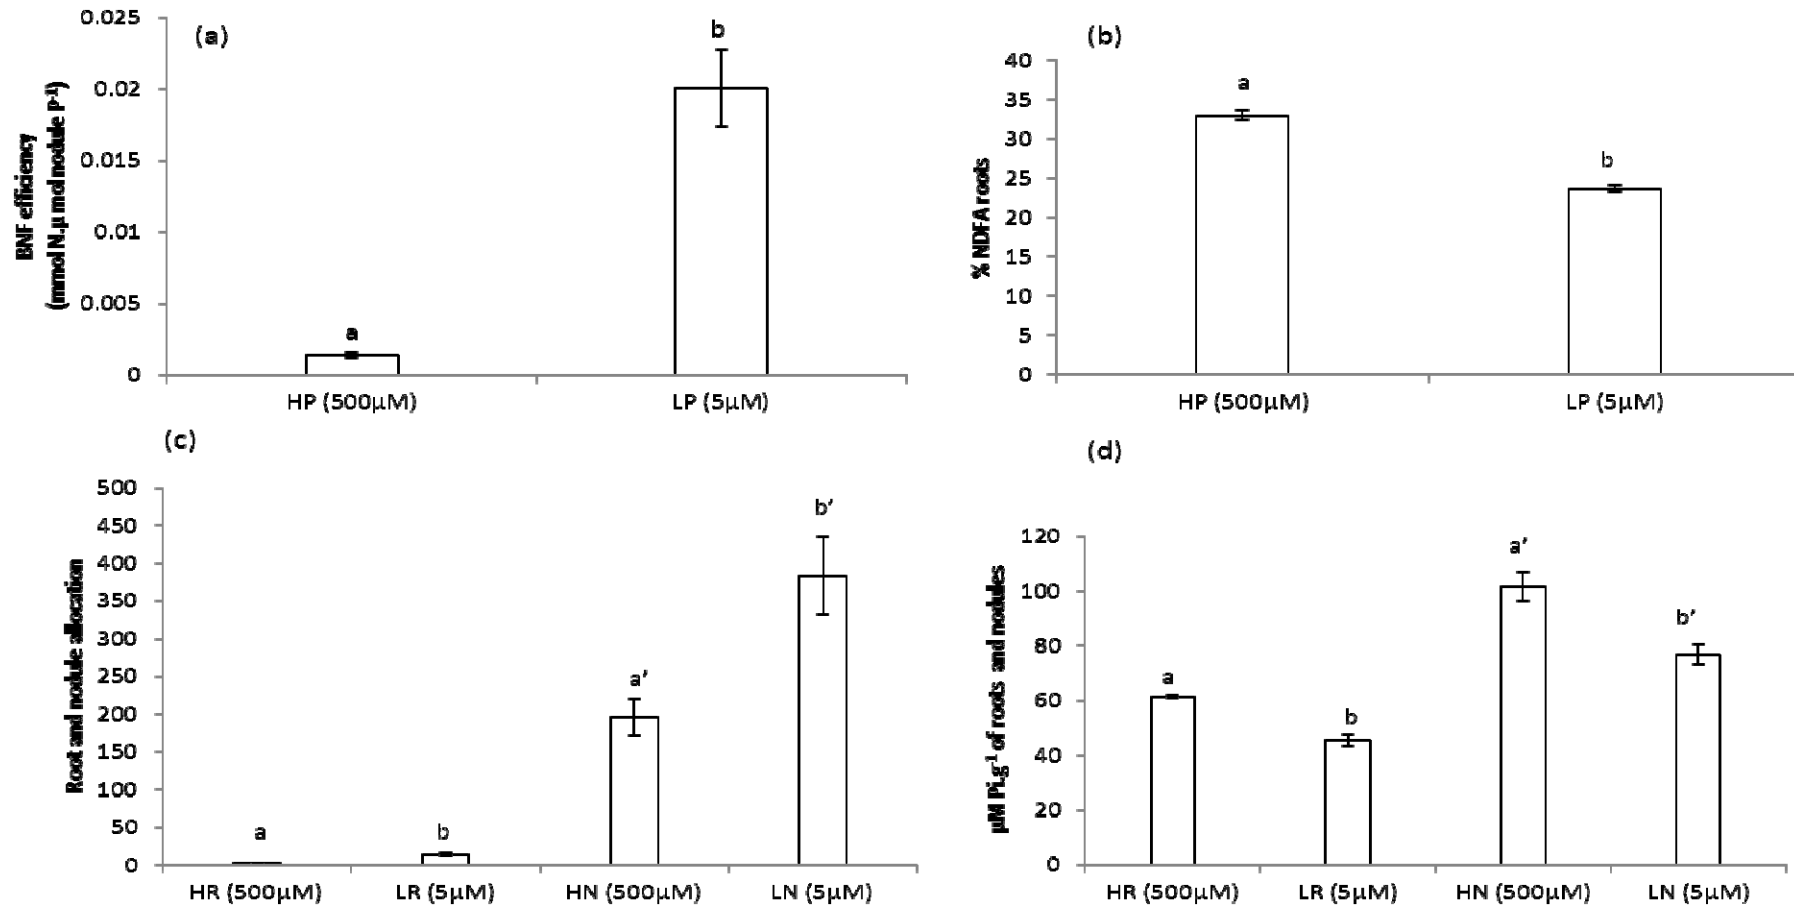 (a)
BNF efficiency
(mmol N.µ mol nodule P⁻¹)
0.025
0.02
0.015
0.01
0.005
0
a
b
HP (500µM)
LP (5µM)
(b)
% NDFA roots
40
35
30
25
20
15
10
5
0
a
b
HP (500µM)
LP (5µM)
(c)
Root and nodule allocation
500
450
400
350
300
250
200
150
100
50
0
a
b
a’
b’
HR (500µM)
LR (5µM)
HN (500µM)
LN (5µM)
(d)
µM Pi.g⁻¹ of roots and nodules
120
100
80
60
40
20
0
a
b
a’
b’
HR (500µM)
LR (5µM)
HN (500µM)
LN (5µM)